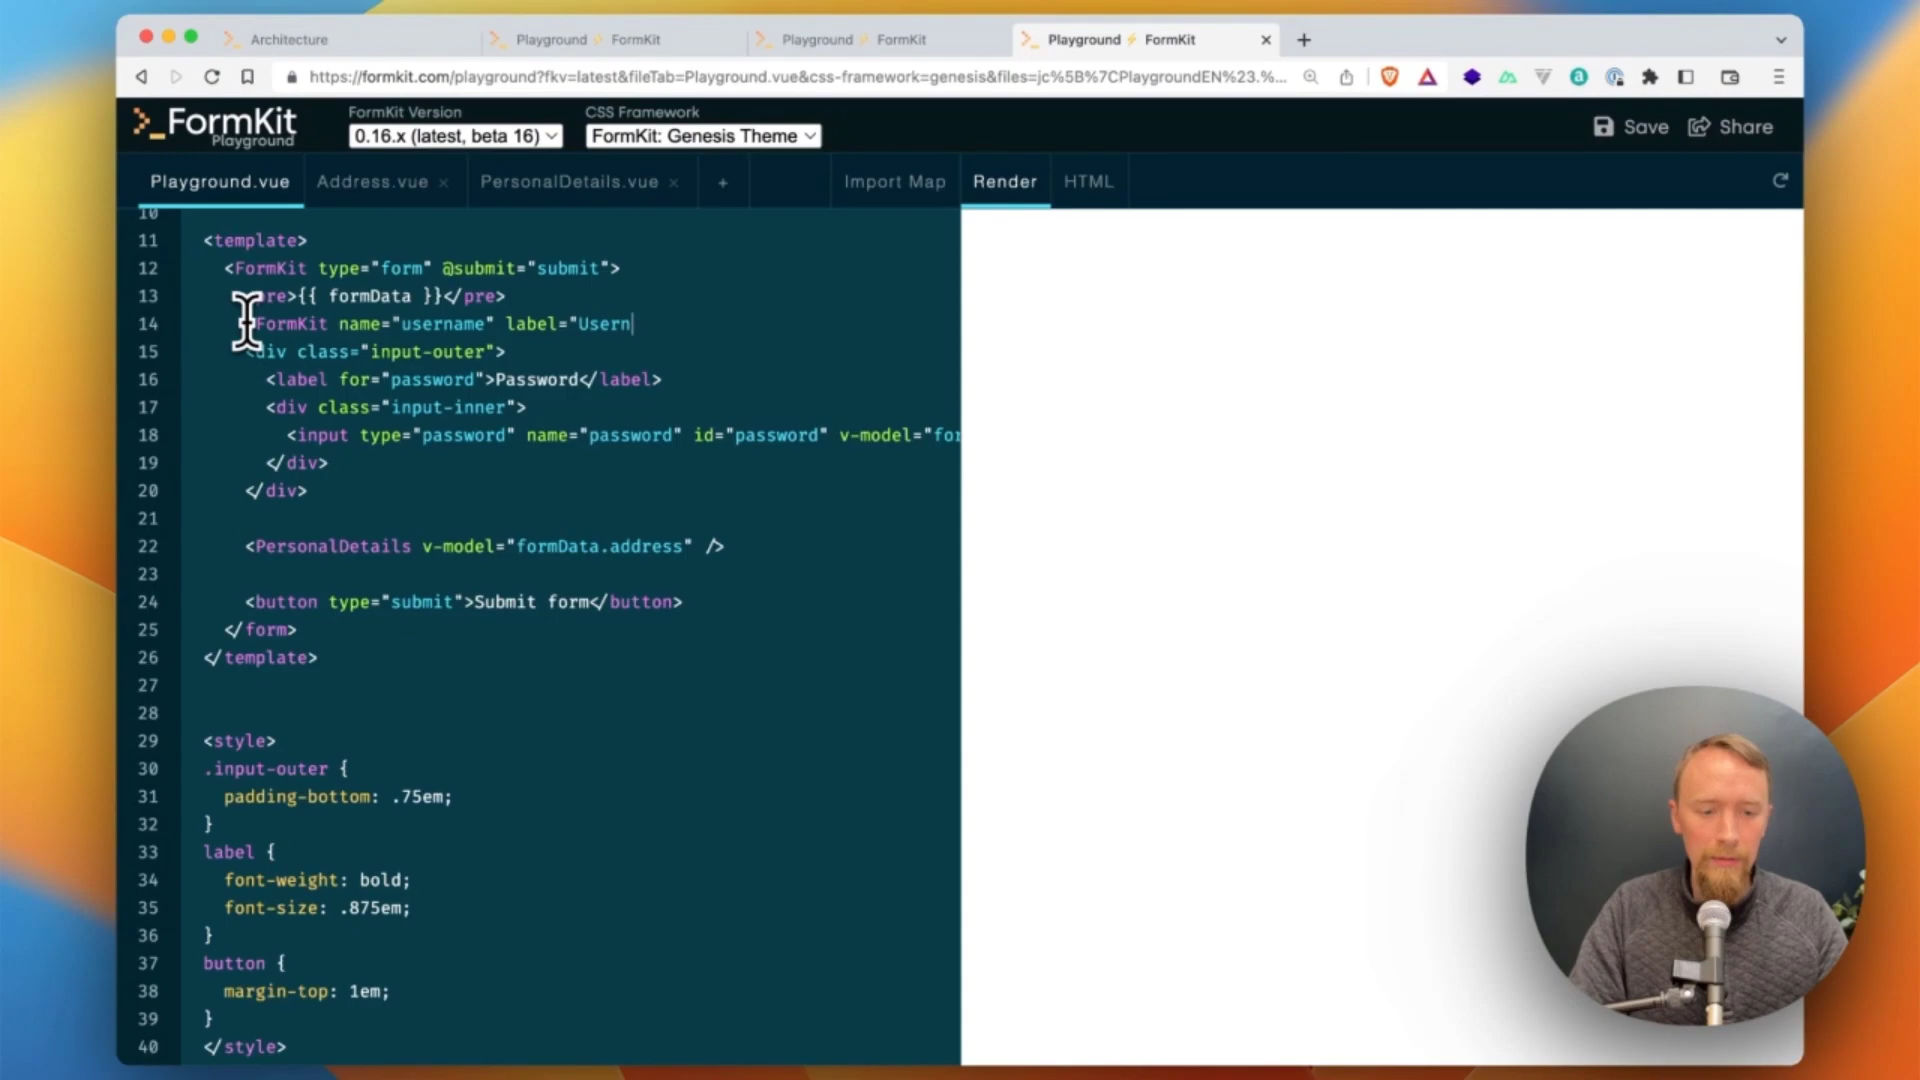 Architecture
Playground ⚡ FormKit
Playground ⚡ FormKit
Playground ⚡ FormKit
https://formkit.com/playground?fkv=latest&fileTab=Playground.vue&css-framework=genesis&files=jc%5B%7CPlaygroundEN%23.%...
FormKit
Playground
FormKit Version
0.16.x (latest, beta 16)
CSS Framework
FormKit: Genesis Theme
Save
Share
Playground.vue
Address.vue
PersonalDetails.vue
+
Import Map
Render
HTML
10
11 <template>
12 <FormKit type="form" @submit="submit">
13 re>{{ formData }}</pre>
14 FormKit name="username" label="Usern
15 <div class="input-outer">
16 <label for="password">Password</label>
17 <div class="input-inner">
18 <input type="password" name="password" id="password" v-model="for
19 </div>
20 </div>
21
22 <PersonalDetails v-model="formData.address" />
23
24 <button type="submit">Submit form</button>
25 </form>
26 </template>
27
28
29 <style>
30 .input-outer {
31 padding-bottom: .75em;
32 }
33 label {
34 font-weight: bold;
35 font-size: .875em;
36 }
37 button {
38 margin-top: 1em;
39 }
40 </style>